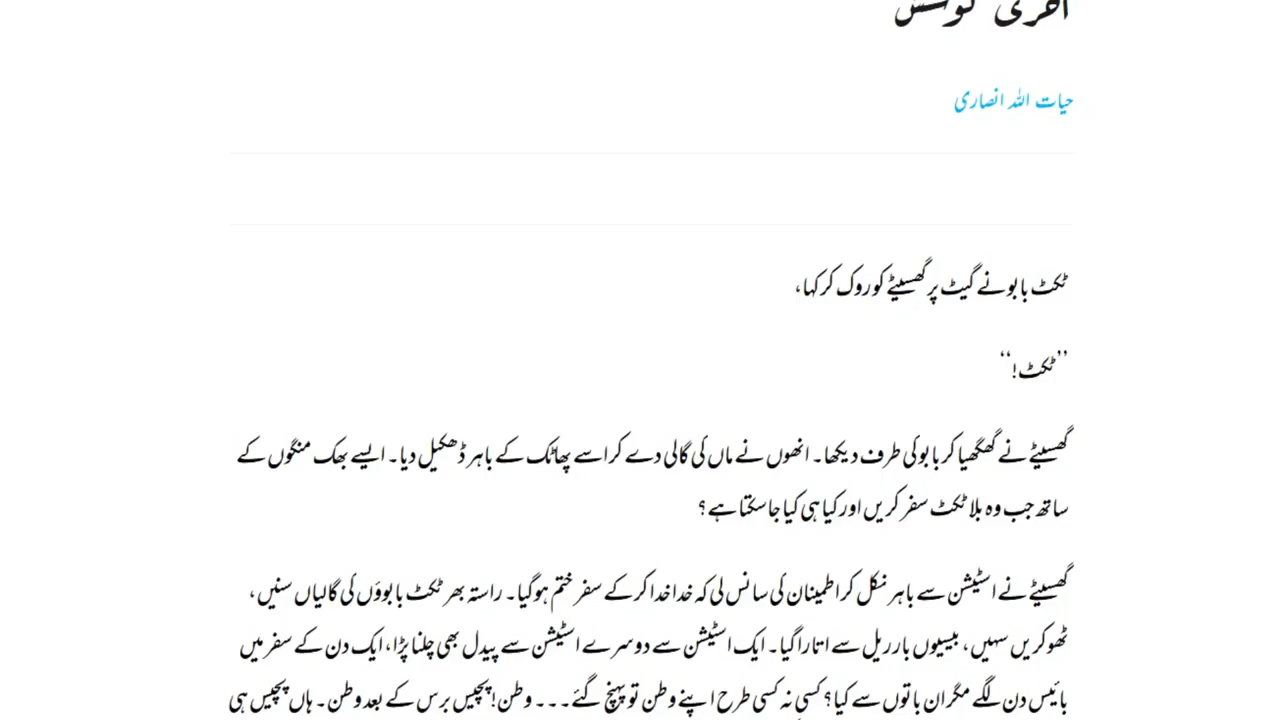 آخری کوشش
حیات اللہ انصاری
ٹکٹ بابو نے گیٹ پر گھسیٹے کو روک کر کہا،
’’ٹکٹ!‘‘
گھسیٹے نے گھگھیا کر بابو کی طرف دیکھا۔ انھوں نے ماں کی گالی دے کر اسے پھاٹک کے باہر ڈھکیل دیا۔ ایسے بھک منگوں کے
ساتھ جب وہ بلا ٹکٹ سفر کریں اور کیا ہی کیا جا سکتا ہے؟
گھسیٹے نے اسٹیشن سے باہر نکل کر اطمینان کی سانس لی کہ خدا خدا کر کے سفر ختم ہو گیا۔ راستہ بھر ٹکٹ بابوؤں کی گالیاں سنیں،
ٹھوکریں سہیں، بیسیوں بار ریل سے اتارا گیا۔ ایک اسٹیشن سے دوسرے اسٹیشن سے پیدل بھی چلنا پڑا، ایک دن کے سفر میں
بائیس دن لگے مگر ان باتوں سے کیا؟ کسی نہ کسی طرح اپنے وطن تو پہنچ گئے۔۔۔ وطن! پچیس برس کے بعد وطن۔ ہاں پچیس ہی